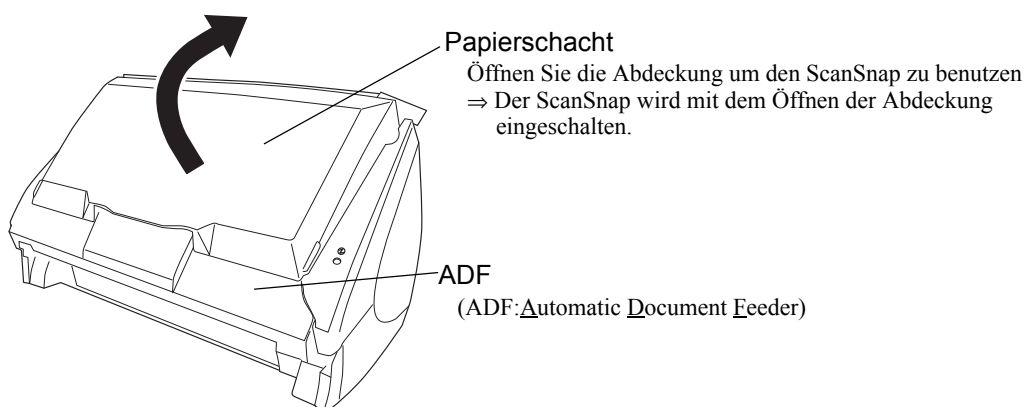 Papierschacht
Öffnen Sie die Abdeckung um den ScanSnap zu benutzen
⇒ Der ScanSnap wird mit dem Öffnen der Abdeckung
eingeschalten.
ADF
(ADF:Automatic Document Feeder)